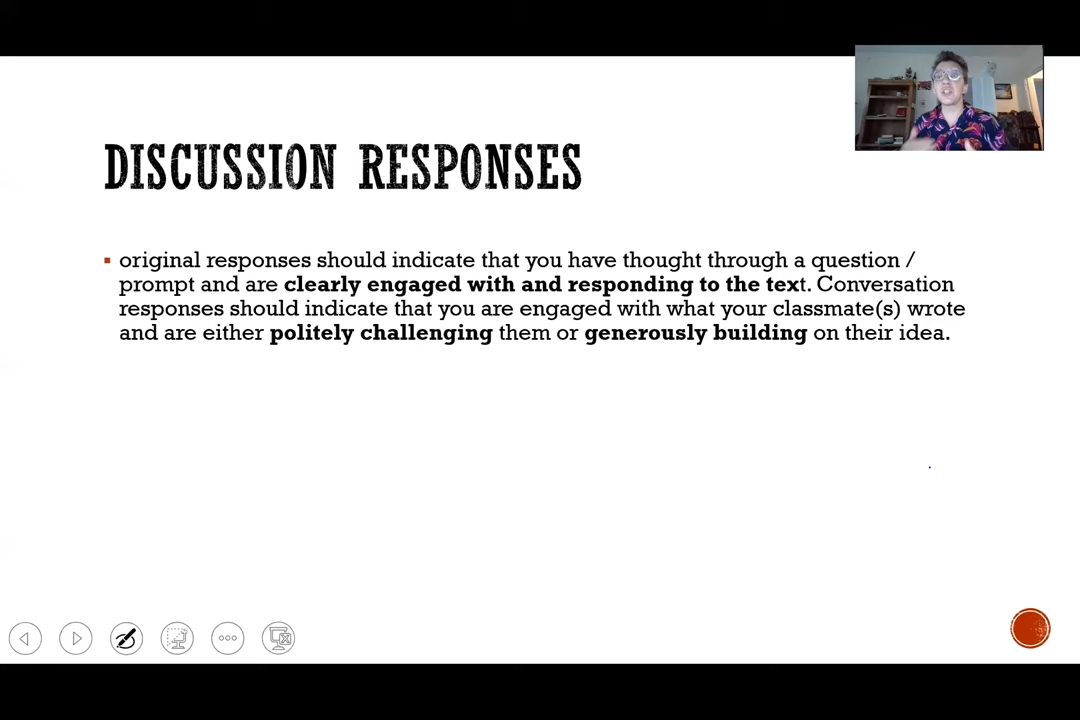 DISCUSSION RESPONSES
original responses should indicate that you have thought through a question /
prompt and are clearly engaged with and responding to the text. Conversation
responses should indicate that you are engaged with what your classmate(s) wrote
and are either politely challenging them or generously building on their idea.